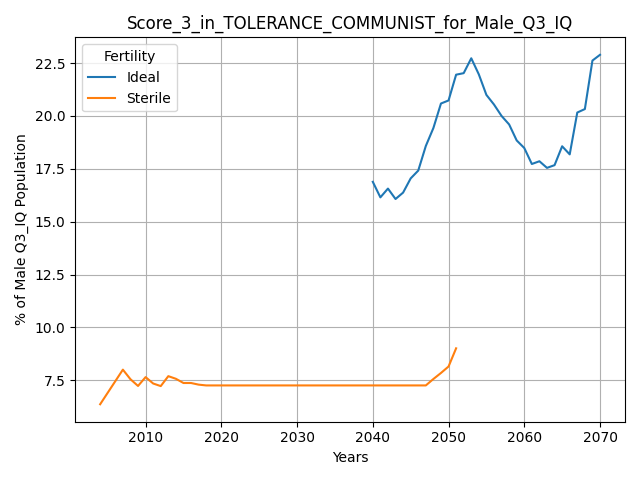 Score_3_in_TOLERANCE_COMMUNIST_for_Male_Q3_IQ
Fertility
Ideal
Sterile
% of Male Q3_IQ Population
22.5
20.0
17.5
15.0
12.5
10.0
7.5
2010 2020 2030 2040 2050 2060 2070
Years